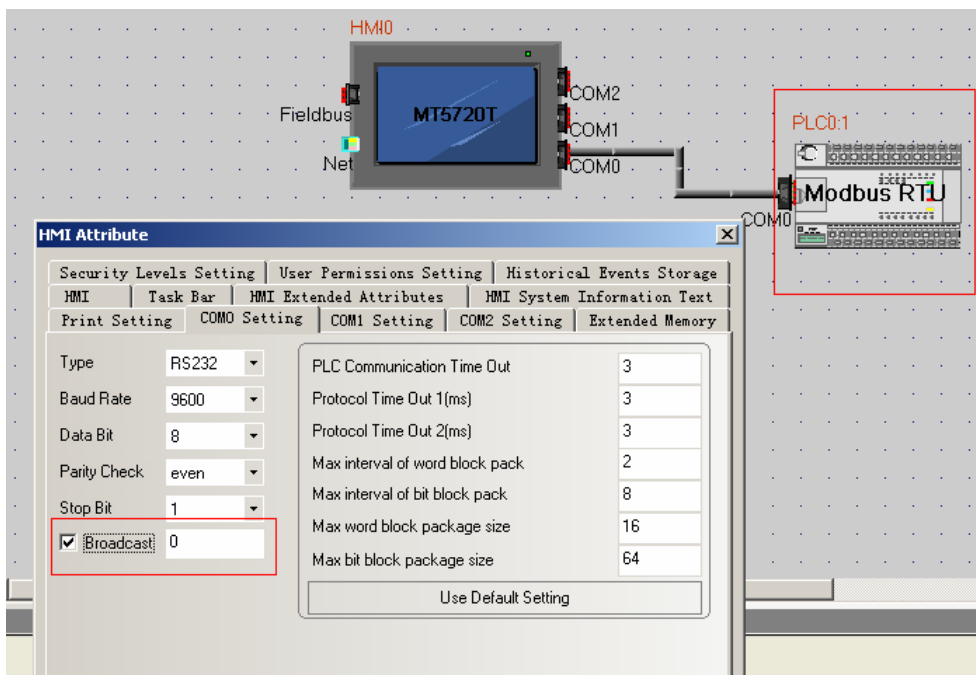 HMI0
COM2
PLC0:1
Fieldbus
MT5720T
COM1
Net
COM0
Modbus RTU
COM0
HMI Attribute
Security Levels Setting User Permissions Setting Historical Events Storage
HMI Task Bar HMI Extended Attributes HMI System Information Text
Print Setting COM0 Setting COM1 Setting COM2 Setting Extended Memory
Type RS232
Baud Rate 9600
Data Bit 8
Parity Check even
Stop Bit 1
Broadcast 0
PLC Communication Time Out 3
Protocol Time Out 1(ms) 3
Protocol Time Out 2(ms) 3
Max interval of word block pack 2
Max interval of bit block pack 8
Max word block package size 16
Max bit block package size 64
Use Default Setting